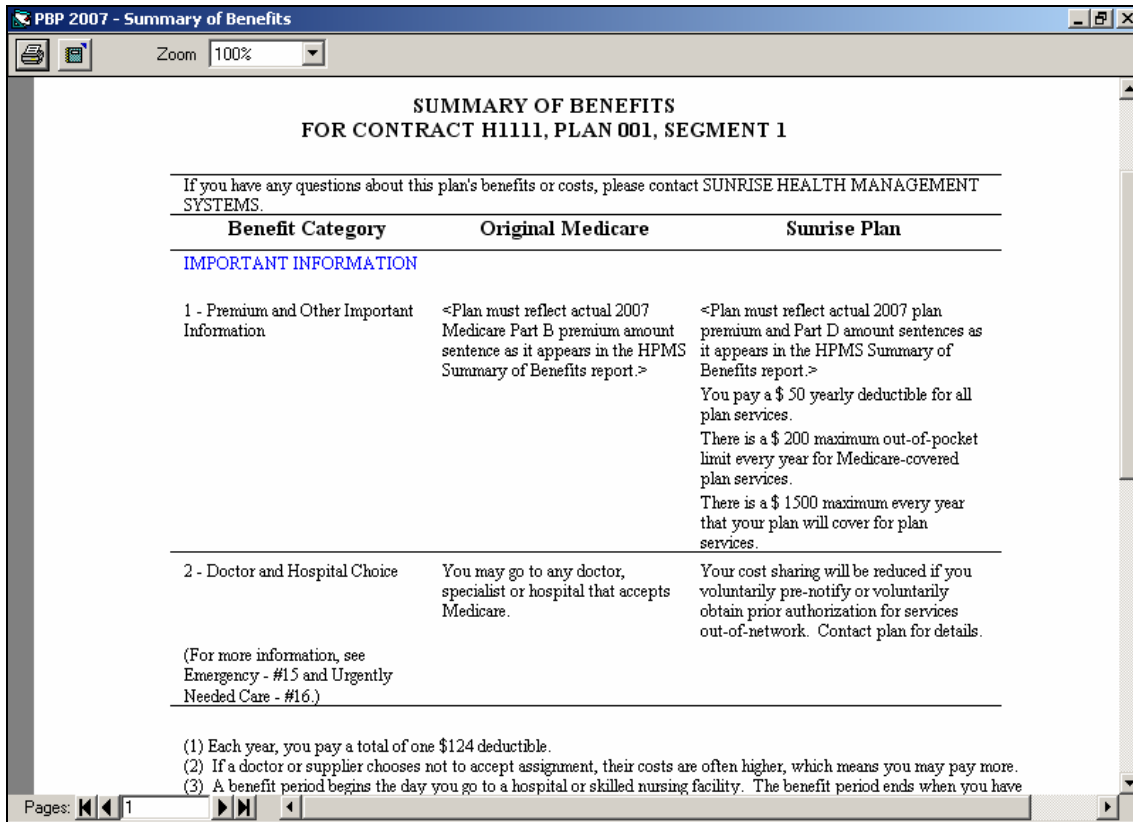 PBP 2007 - Summary of Benefits
Zoom 100%
SUMMARY OF BENEFITS
FOR CONTRACT H1111, PLAN 001, SEGMENT 1
If you have any questions about this plan's benefits or costs, please contact SUNRISE HEALTH MANAGEMENT
SYSTEMS.
Benefit Category Original Medicare Sunrise Plan
IMPORTANT INFORMATION
1 - Premium and Other Important
Information
<Plan must reflect actual 2007
Medicare Part B premium amount
sentence as it appears in the HPMS
Summary of Benefits report.>
<Plan must reflect actual 2007 plan
premium and Part D amount sentences as
it appears in the HPMS Summary of
Benefits report.>
You pay a $ 50 yearly deductible for all
plan services.
There is a $ 200 maximum out-of-pocket
limit every year for Medicare-covered
plan services.
There is a $ 1500 maximum every year
that your plan will cover for plan
services.
2 - Doctor and Hospital Choice
(For more information, see
Emergency - #15 and Urgently
Needed Care - #16.)
You may go to any doctor,
specialist or hospital that accepts
Medicare.
Your cost sharing will be reduced if you
voluntarily pre-notify or voluntarily
obtain prior authorization for services
out-of-network.  Contact plan for details.
(1) Each year, you pay a total of one $124 deductible.
(2)  If a doctor or supplier chooses not to accept assignment, their costs are often higher, which means you may pay more.
(3)  A benefit period begins the day you go to a hospital or skilled nursing facility.  The benefit period ends when you have
Pages: 1